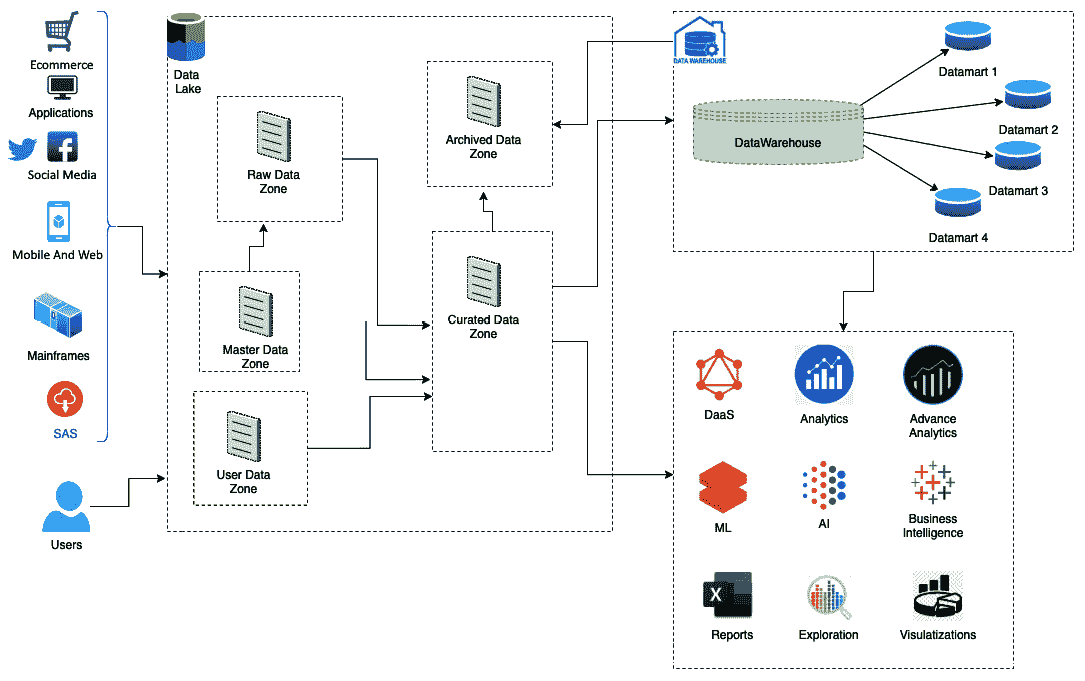 Ecommerce
Applications
Social Media
Mobile And Web
Mainframes
SAS
Users
Data
Lake
Raw Data
Zone
Master Data
Zone
User Data
Zone
Archived Data
Zone
Curated Data
Zone
DATA WAREHOUSE
DataWarehouse
Datamart 1
Datamart 2
Datamart 3
Datamart 4
DaaS
Analytics
Advance
Analytics
ML
AI
Business
Intelligence
X
Reports
Exploration
Visulatizations